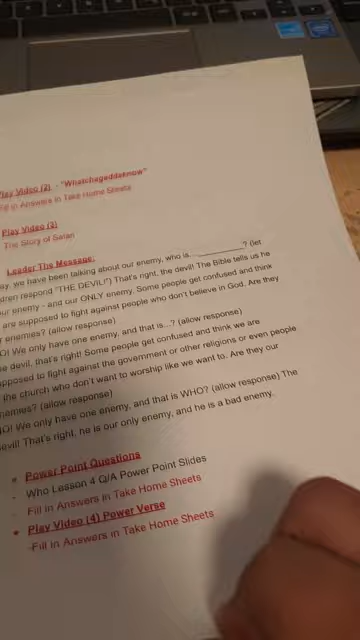 Play Video (2) - "Whatchagaddaenow"
Fill in Answers in Take Home Sheets
Play Video (3)
The Story of Satan
Leader The Message:
ay, we have been talking about our enemy, who is..._________? (let
dren respond "THE DEVIL!") That's right, the devil! The Bible tells us he
ur enemy - and our ONLY enemy. Some people get confused and think
are supposed to fight against people who don't believe in God. Are they
enemies? (allow response)
O! We only have one enemy, and that is...? (allow response)
e devil, that's right! Some people get confused and think we are
pposed to fight against the government or other religions or even people
the church who don't want to worship like we want to. Are they our
nemies? (allow response)
O! We only have one enemy, and that is WHO? (allow response) The
evil! That's right, he is our only enemy, and he is a bad enemy.
Power Point Questions
- Who Lesson 4 Q/A Power Point Slides
- Fill in Answers in Take Home Sheets
Play Video (4) Power Verse
-Fill in Answers in Take Home Sheets